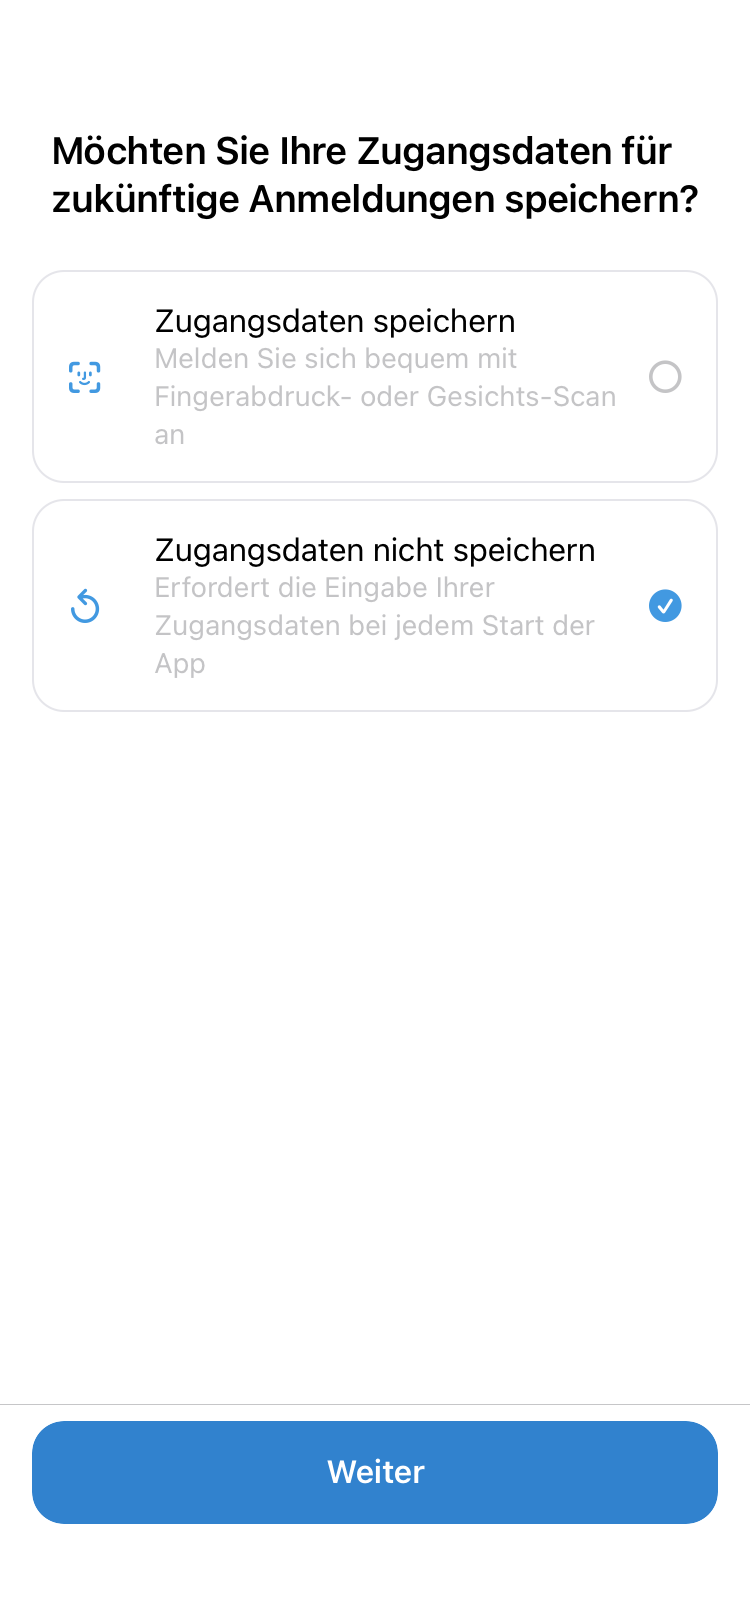 Möchten Sie Ihre Zugangsdaten für
zukünftige Anmeldungen speichern?
Zugangsdaten speichern
Melden Sie sich bequem mit
Fingerabdruck- oder Gesichts-Scan
an
Zugangsdaten nicht speichern
Erfordert die Eingabe Ihrer
Zugangsdaten bei jedem Start der
App
Weiter